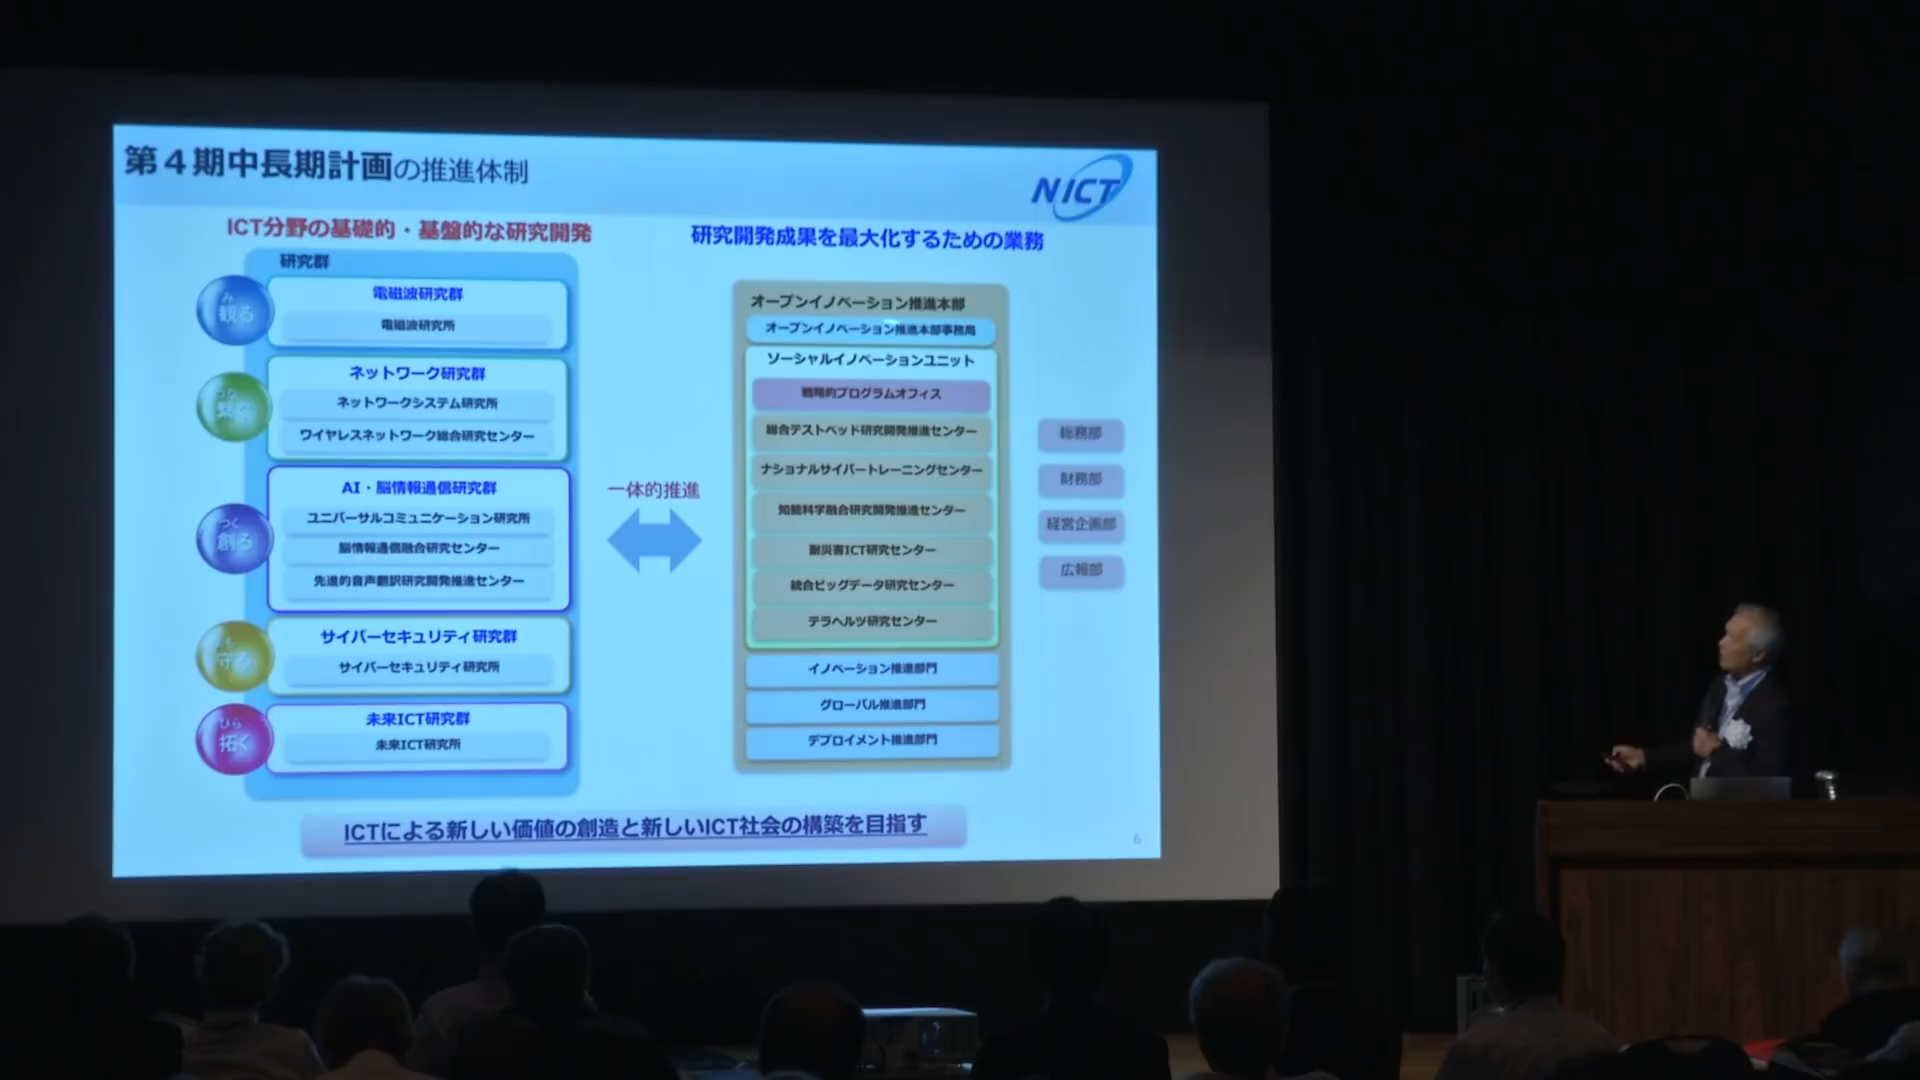 第4期中長期計画の推進体制
NICT
ICT分野の基礎的・基盤的な研究開発
研究群
み
観る
電磁波研究群
電磁波研究所
ネットワーク研究群
ネットワークシステム研究所
ワイヤレスネットワーク総合研究センター
つく
創る
AI・脳情報通信研究群
ユニバーサルコミュニケーション研究所
脳情報通信融合研究センター
先進的音声翻訳研究開発推進センター
守る
サイバーセキュリティ研究群
サイバーセキュリティ研究所
ひら
拓く
未来ICT研究群
未来ICT研究所
一体的推進
研究開発成果を最大化するための業務
オープンイノベーション推進本部
オープンイノベーション推進本部事務局
ソーシャルイノベーションユニット
戦略的プログラムオフィス
総合テストベッド研究開発推進センター
ナショナルサイバートレーニングセンター
知能科学融合研究開発推進センター
耐災害ICT研究センター
統合ビッグデータ研究センター
テラヘルツ研究センター
イノベーション推進部門
グローバル推進部門
デプロイメント推進部門
総務部
財務部
経営企画部
広報部
ICTによる新しい価値の創造と新しいICT社会の構築を目指す
6